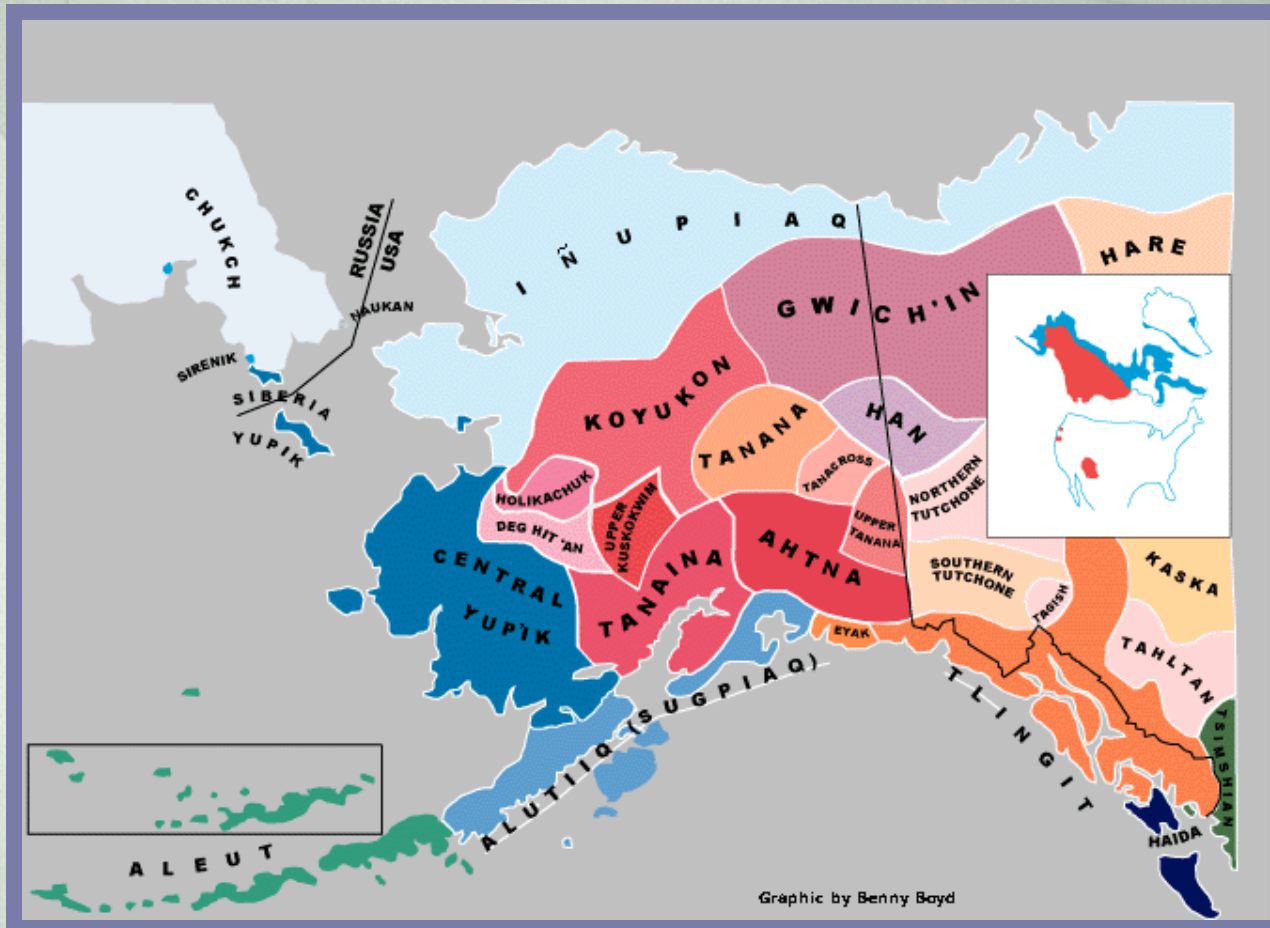 CHUKCH
RUSSIA
USA
NAUKAN
SIRENIK
SIBERIA
YUPIK
IÑUPIAQ
GWICH'IN
HARE
KOYUKON
TANANA
HAN
TANACROSS
HOLIKACHUK
DEG HIT'AN
UPPER
KUSKOKWIM
UPPER
TANANA
NORTHERN
TUTCHONE
SOUTHERN
TUTCHONE
TAGISH
KASKA
TAHLTAN
CENTRAL
YUP'IK
TANAINA
AHTNA
EYAK
ALUTIIQ (SUGPIAQ)
TLINGIT
TSIMSHIAN
HAIDA
ALEUT
Graphic by Benny Boyd